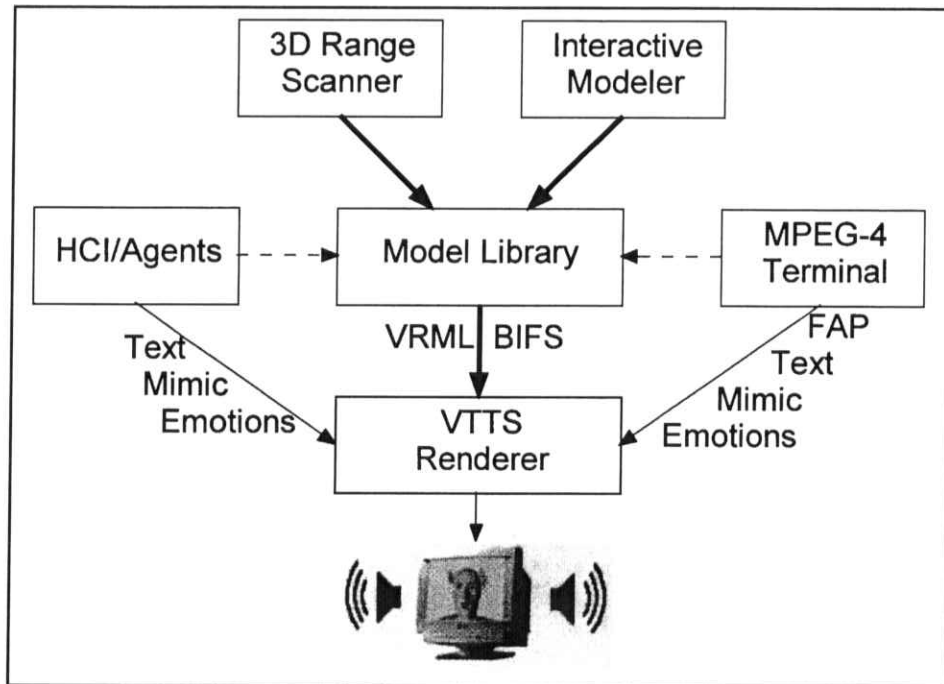 3D Range
Scanner
Interactive
Modeler
HCI/Agents
Model Library
MPEG-4
Terminal
VRML BIFS
Text
Mimic
Emotions
FAP
Text
Mimic
Emotions
VTTS
Renderer